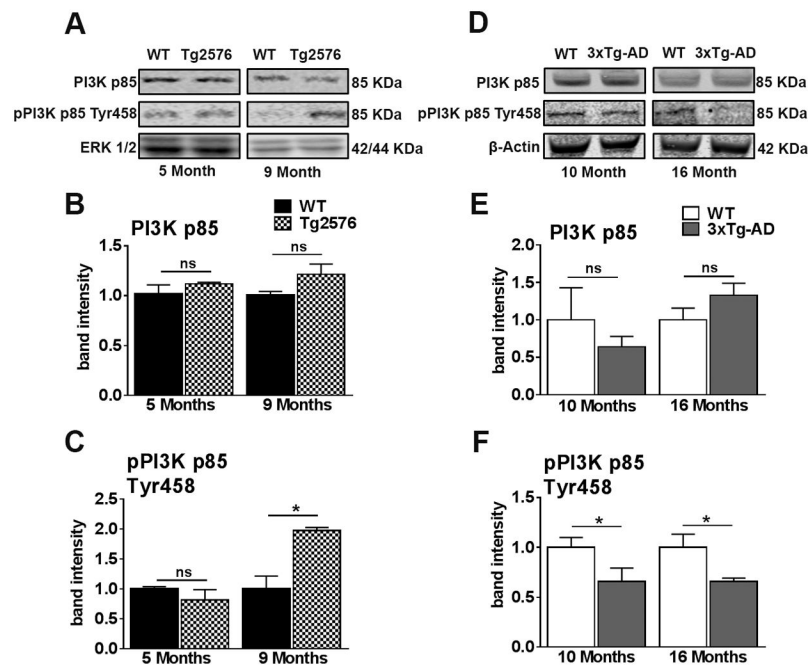 A
WT Tg2576 WT Tg2576
PI3K p85 85 KDa
pPI3K p85 Tyr458 85 KDa
ERK 1/2 42/44 KDa
5 Month 9 Month
B
PI3K p85
WT
Tg2576
band intensity
1.5
1.0
0.5
0.0
ns
ns
5 Months 9 Months
C
pPI3K p85
Tyr458
band intensity
2.5
2.0
1.5
1.0
0.5
0.0
ns
*
5 Months 9 Months
D
WT 3xTg-AD WT 3xTg-AD
PI3K p85 85 KDa
pPI3K p85 Tyr458 85 KDa
β-Actin 42 KDa
10 Month 16 Month
E
PI3K p85
WT
3xTg-AD
band intensity
2.0
1.5
1.0
0.5
0.0
ns
ns
10 Months 16 Months
F
pPI3K p85
Tyr458
band intensity
1.5
1.0
0.5
0.0
*
*
10 Months 16 Months